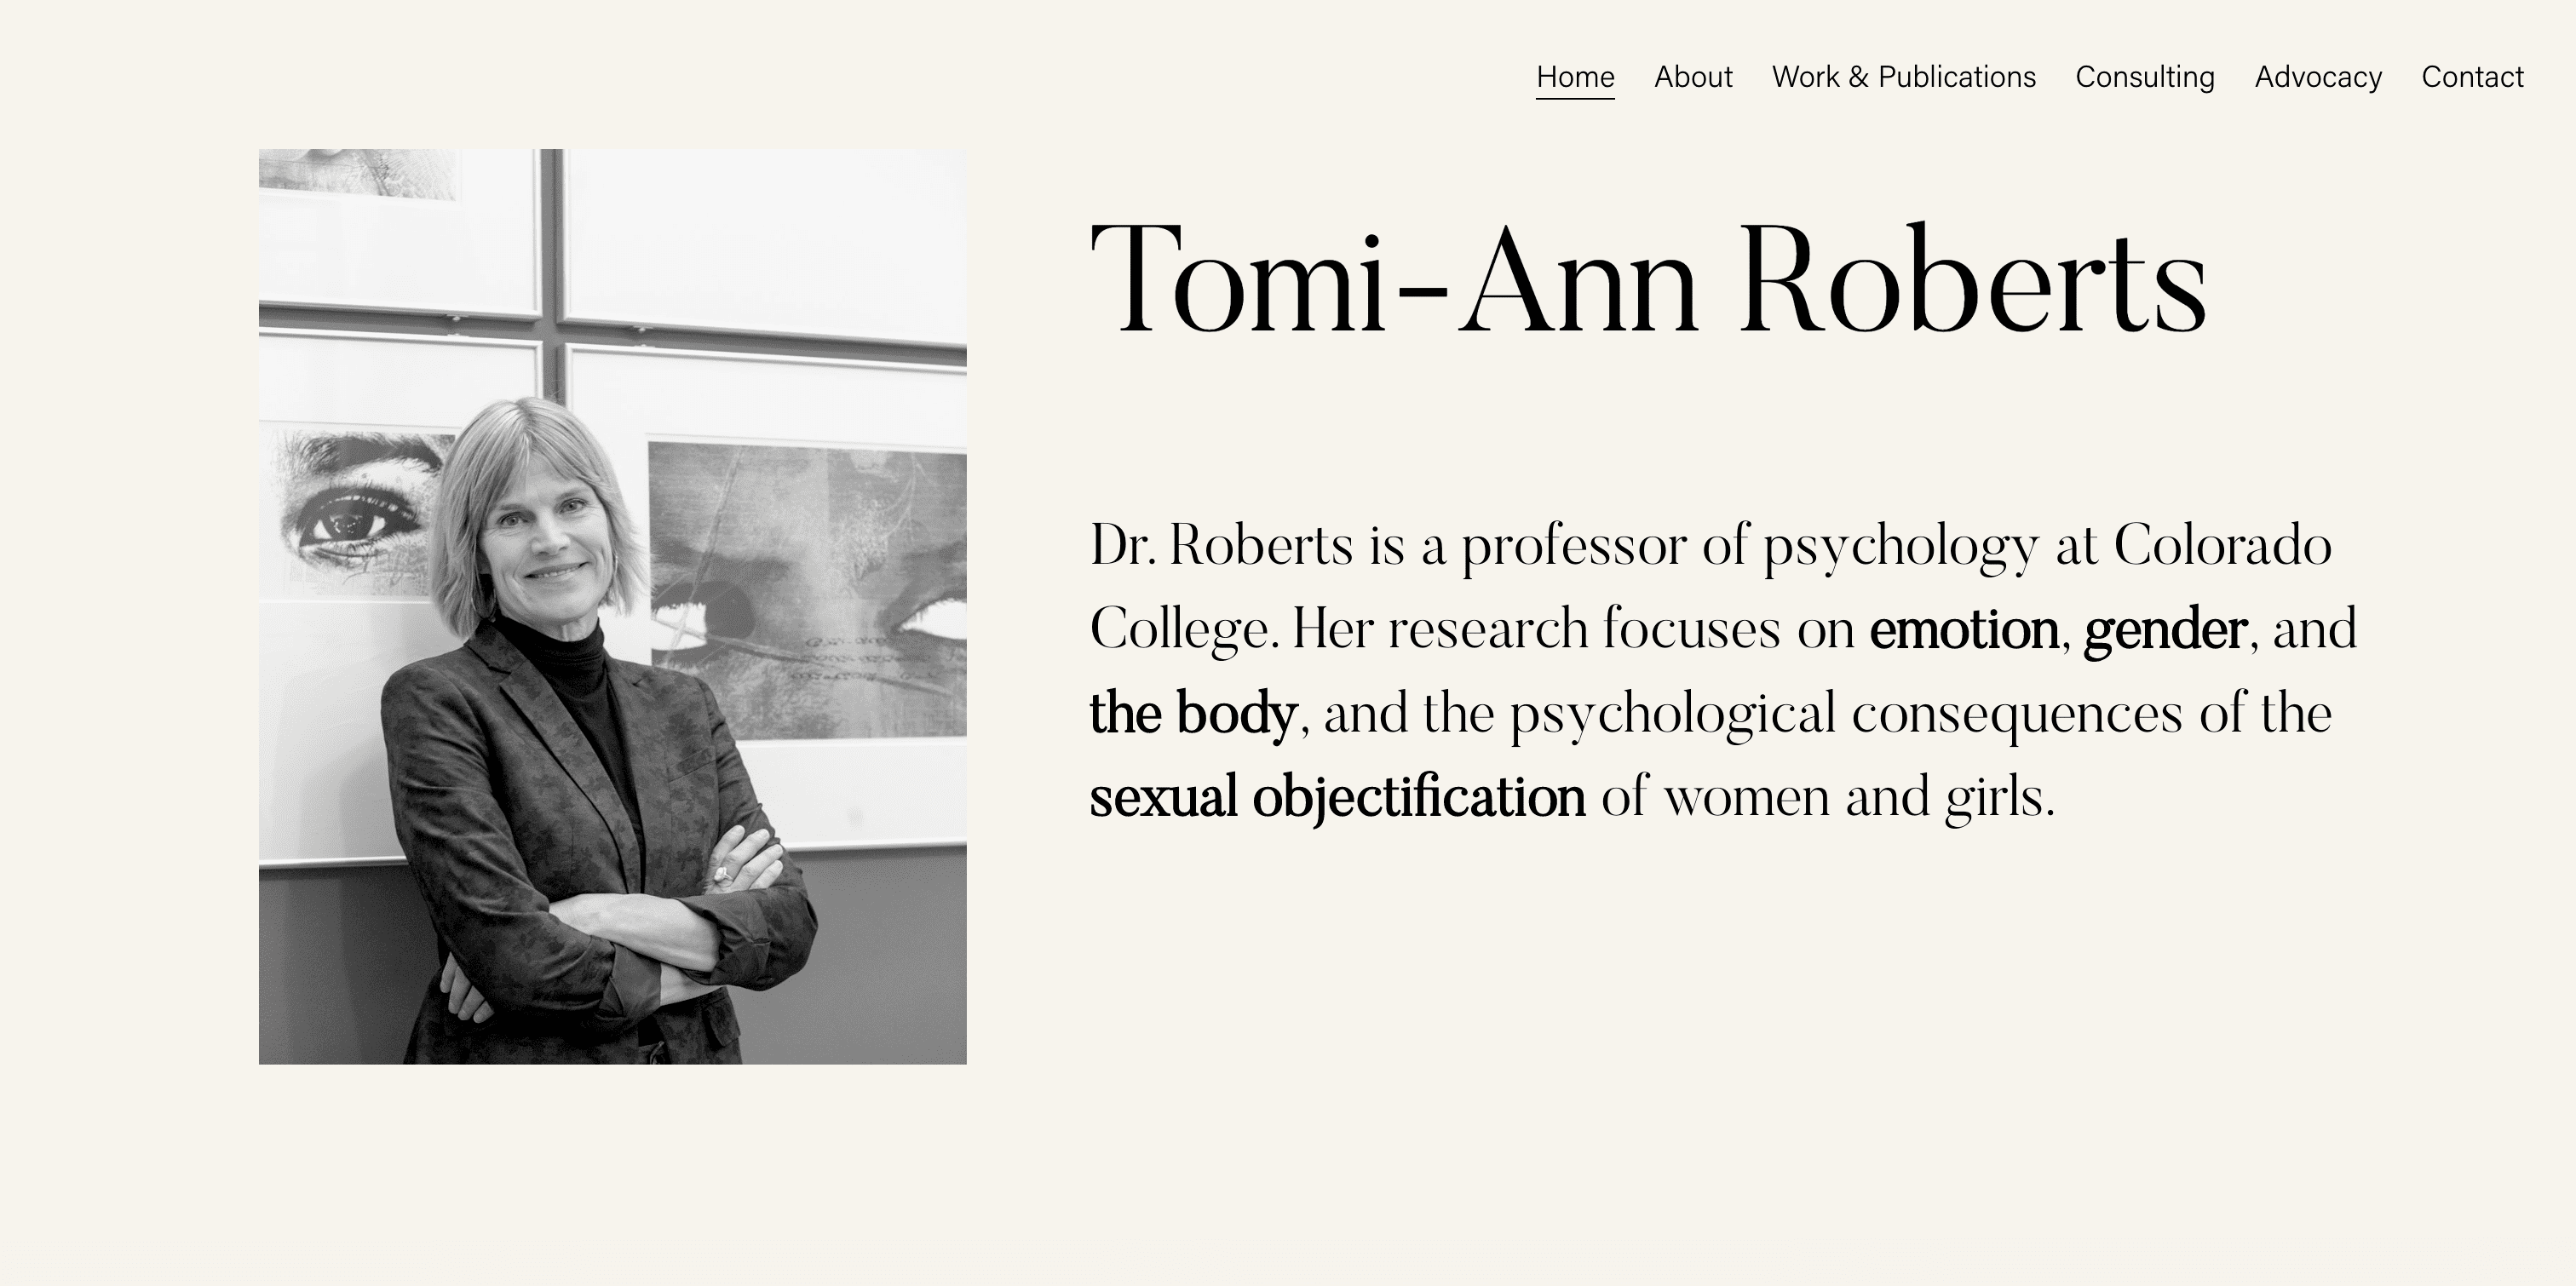 Home About Work & Publications Consulting Advocacy Contact
Tomi-Ann Roberts
Dr. Roberts is a professor of psychology at Colorado
College. Her research focuses on emotion, gender, and
the body, and the psychological consequences of the
sexual objectification of women and girls.